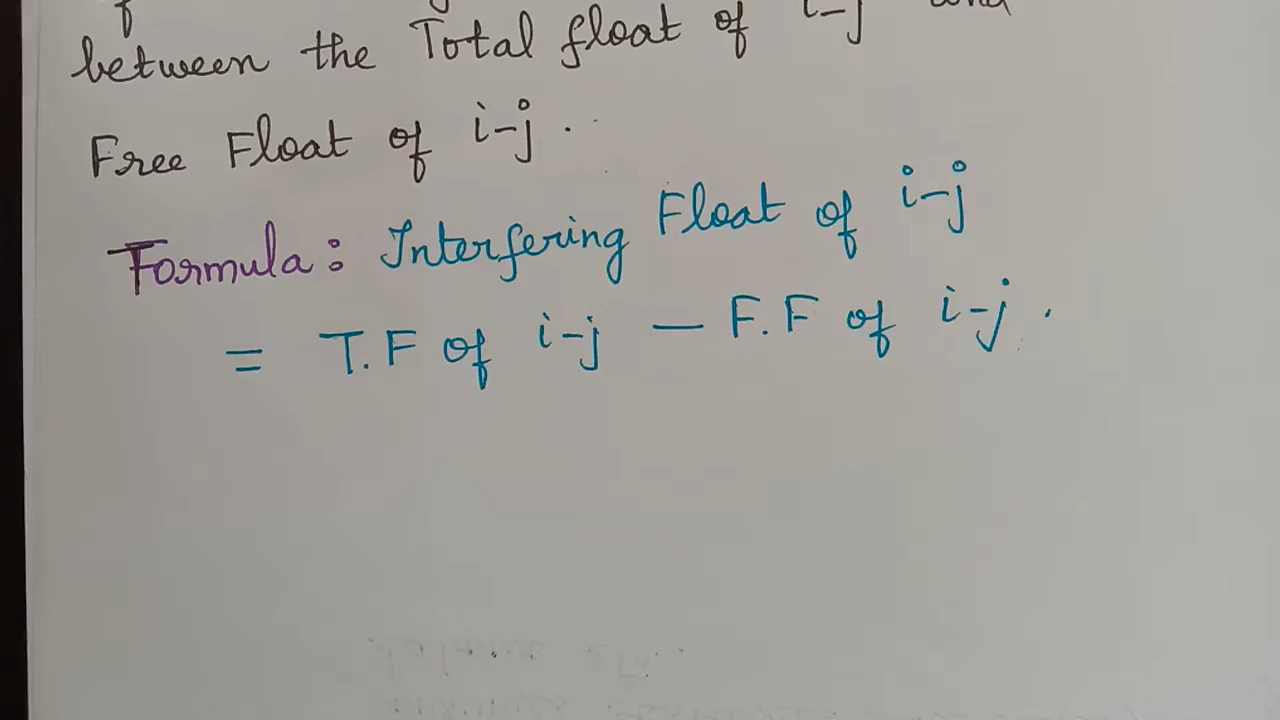 between the Total float of i-j and
Free Float of i-j.
Formula: Interfering Float of i-j
= T.F of i-j - F.F of i-j.